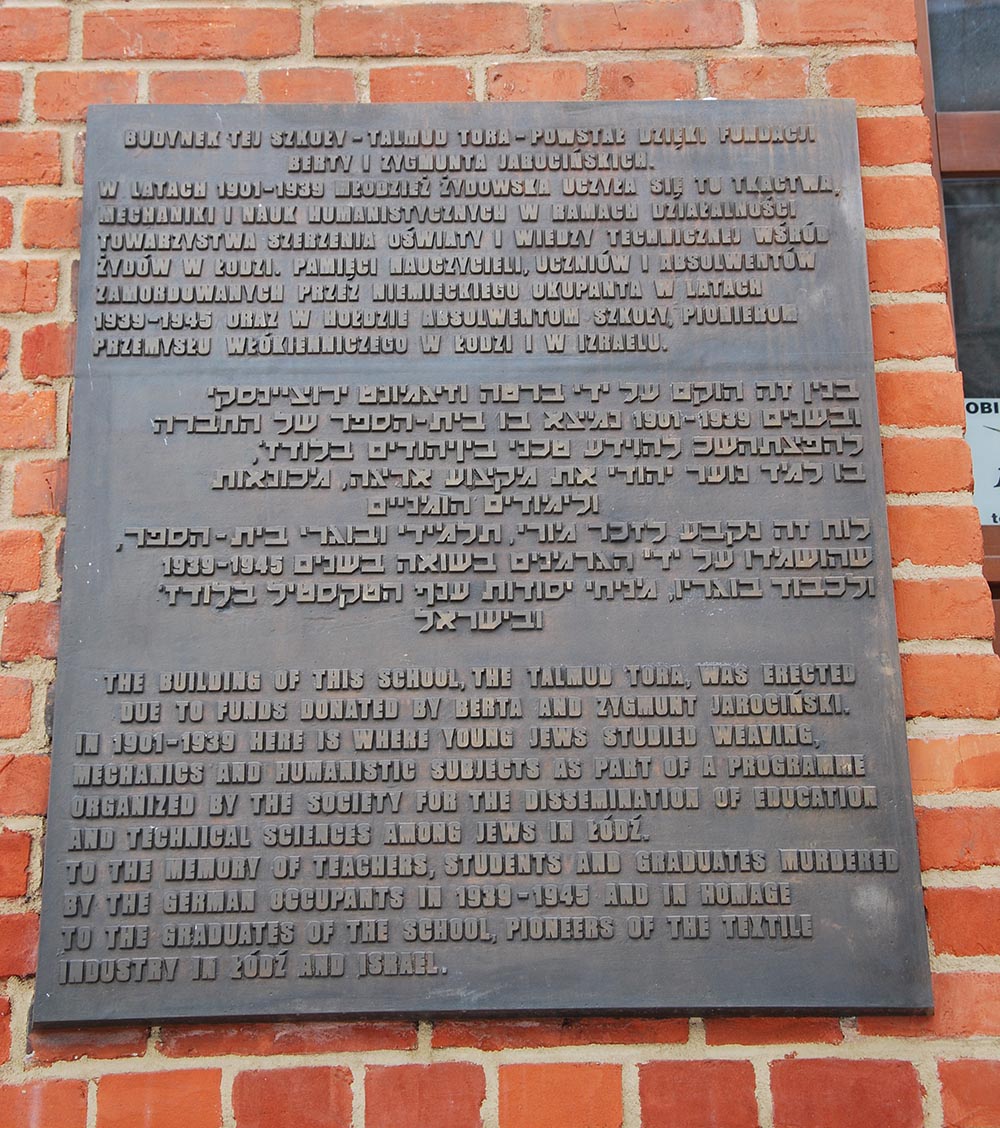 BUDYNEK TEJ SZKOŁY - TALMUD TORA - POWSTAŁ DZIĘKI FUNDACJI
BERTY I ZYGMUNTA JAROCIŃSKICH.
W LATACH 1901-1939 MŁODZIEŻ ŻYDOWSKA UCZYŁA SIĘ TU TKACTWA,
MECHANIKI I NAUK HUMANISTYCZNYCH W RAMACH DZIAŁALNOŚCI
TOWARZYSTWA SZERZENIA OŚWIATY I WIEDZY TECHNICZNEJ WŚRÓD
ŻYDÓW W ŁODZI. PAMIĘCI NAUCZYCIELI, UCZNIÓW I ABSOLWENTÓW
ZAMORDOWANYCH PRZEZ NIEMIECKIEGO OKUPANTA W LATACH
1939-1945 ORAZ W HOŁDZIE ABSOLWENTOM SZKOŁY, PIONIEROM
PRZEMYSŁU WŁÓKIENNICZEGO W ŁODZI I W IZRAELU.
בנין זה הוקם על ידי ברטה וזיגמונט ירוציינסקי
ובשנים 1901-1939 נמיצא בו בית-הספר של החברה
להפצת השכל להוידע טכני בין יהודים בלודז',
בו למיד נוער יהודי את מיקצוע אריצה, מכונאות
ולימודים הומניים
לוח זה נקבע לזכר מורי, תלמידי ובוגרי בית-הספר,
שהושמדו על ידי הגרמנים בשואה בשנים 1939-1945
ולכבוד בוגריו, מניחי יסודות ענף הטקסטיל בלודז'
ובישראל
THE BUILDING OF THIS SCHOOL, THE TALMUD TORA, WAS ERECTED
DUE TO FUNDS DONATED BY BERTA AND ZYGMUNT JAROCIŃSKI.
IN 1901-1939 HERE IS WHERE YOUNG JEWS STUDIED WEAVING,
MECHANICS AND HUMANISTIC SUBJECTS AS PART OF A PROGRAMME
ORGANIZED BY THE SOCIETY FOR THE DISSEMINATION OF EDUCATION
AND TECHNICAL SCIENCES AMONG JEWS IN ŁÓDŹ.
TO THE MEMORY OF TEACHERS, STUDENTS AND GRADUATES MURDERED
BY THE GERMAN OCCUPANTS IN 1939-1945 AND IN HOMAGE
TO THE GRADUATES OF THE SCHOOL, PIONEERS OF THE TEXTILE
INDUSTRY IN ŁÓDŹ AND ISRAEL.